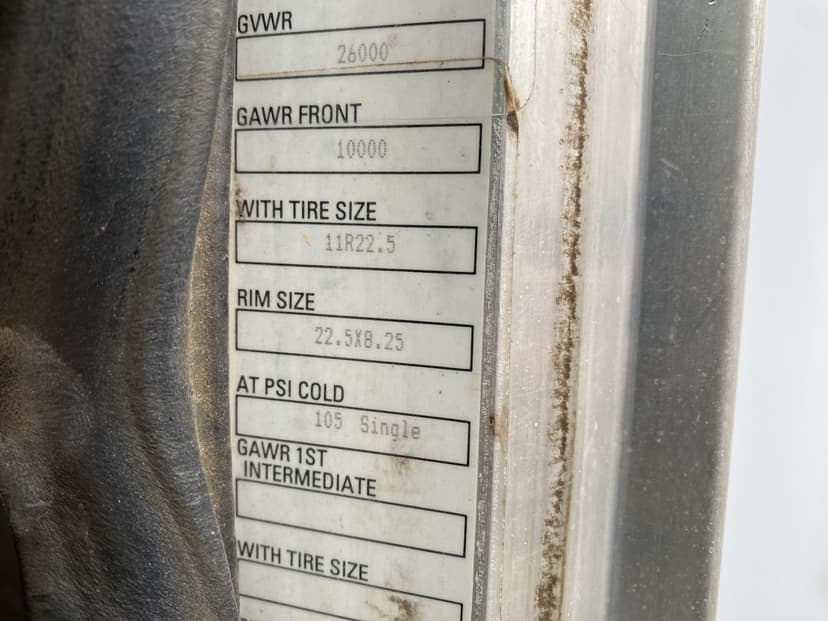 GVWR
26000
GAWR FRONT
10000
WITH TIRE SIZE
11R22.5
RIM SIZE
22.5X8.25
AT PSI COLD
105 Single
GAWR 1ST
INTERMEDIATE
WITH TIRE SIZE